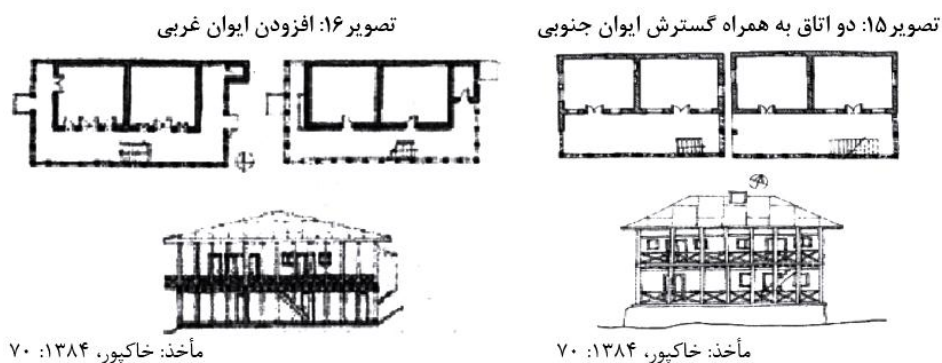 تصویر۱۵: دو اتاق به همراه گسترش ایوان جنوبی
تصویر۱۶: افزودن ایوان غربی
مأخذ: خاکپور، ۱۳۸۴: ۷۰
مأخذ: خاکپور، ۱۳۸۴: ۷۰